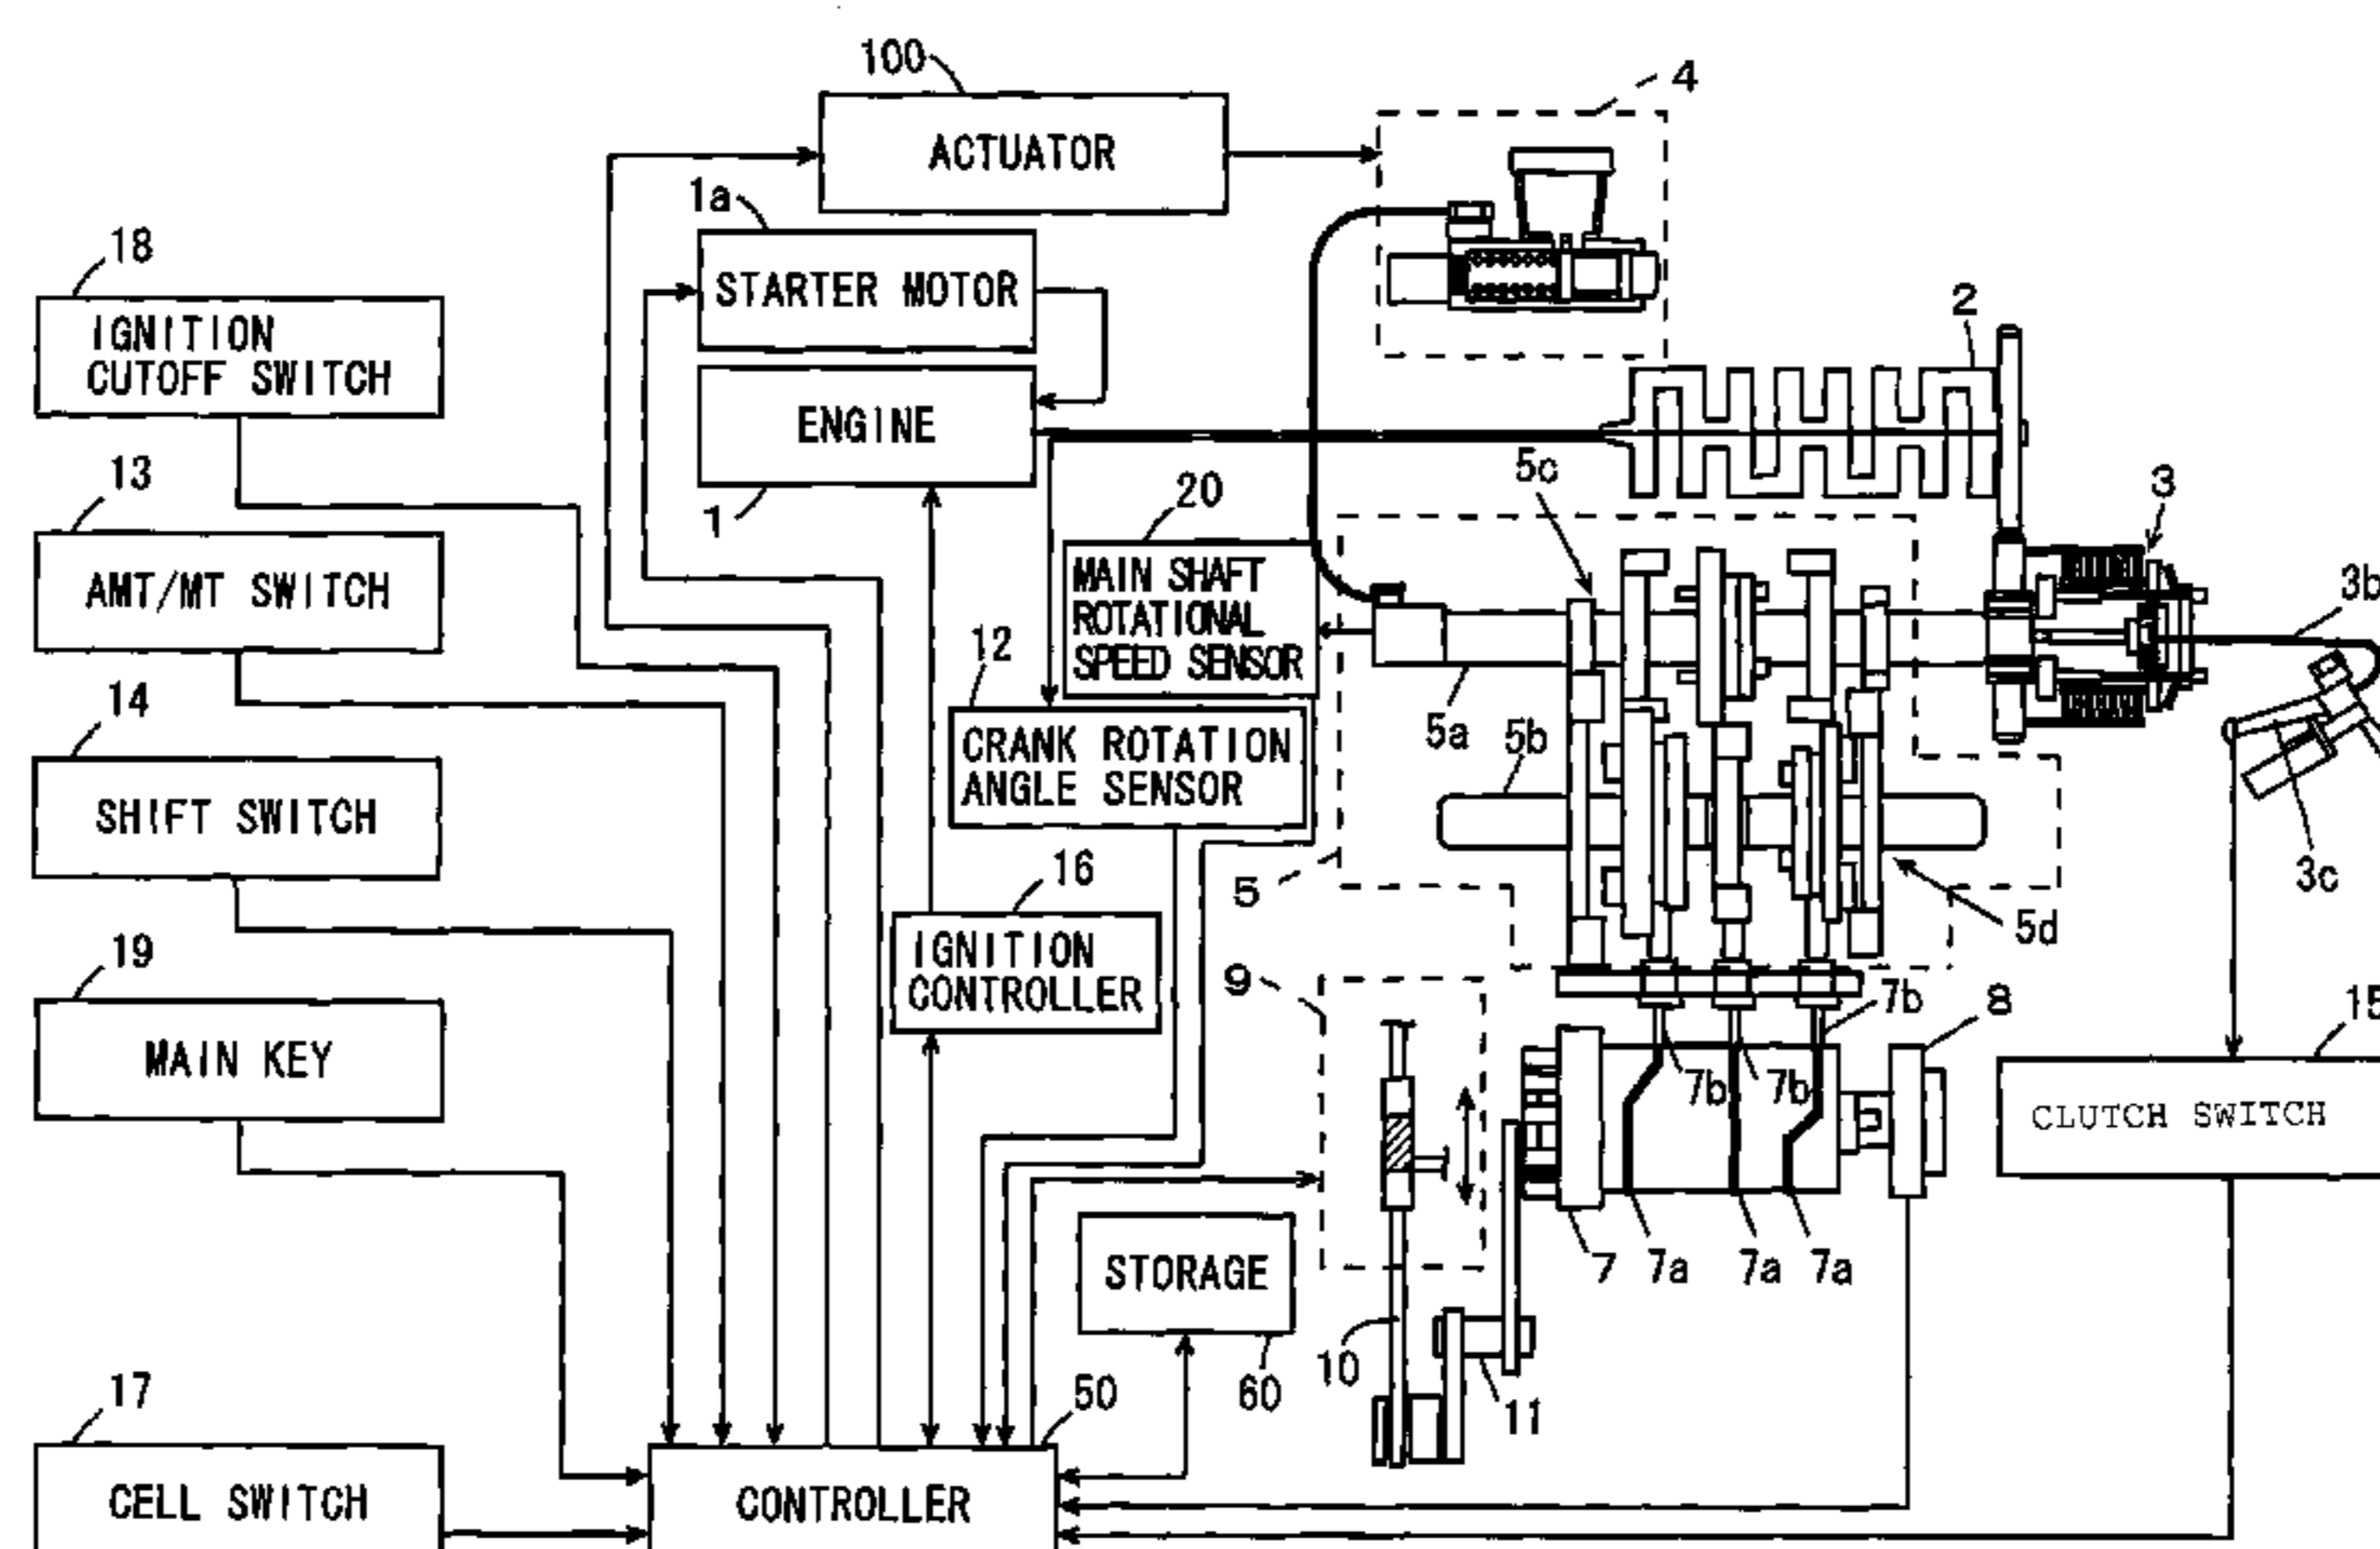 100
4
ACTUATOR
1a
18
STARTER MOTOR
2
IGNITION
CUTOFF SWITCH
ENGINE
13
5c
3
20
1
AMT/MT SWITCH
MAIN SHAFT
ROTATIONAL
SPEED SENSOR
3b
12
14
5a
5b
CRANK ROTATION
ANGLE SENSOR
SHIFT SWITCH
16
5
3c
5d
19
IGNITION
CONTROLLER
9
7b
8
15
MAIN KEY
7b
7b
CLUTCH SWITCH
STORAGE
7
7a
7a
7a
10
60
17
50
11
CELL SWITCH
CONTROLLER